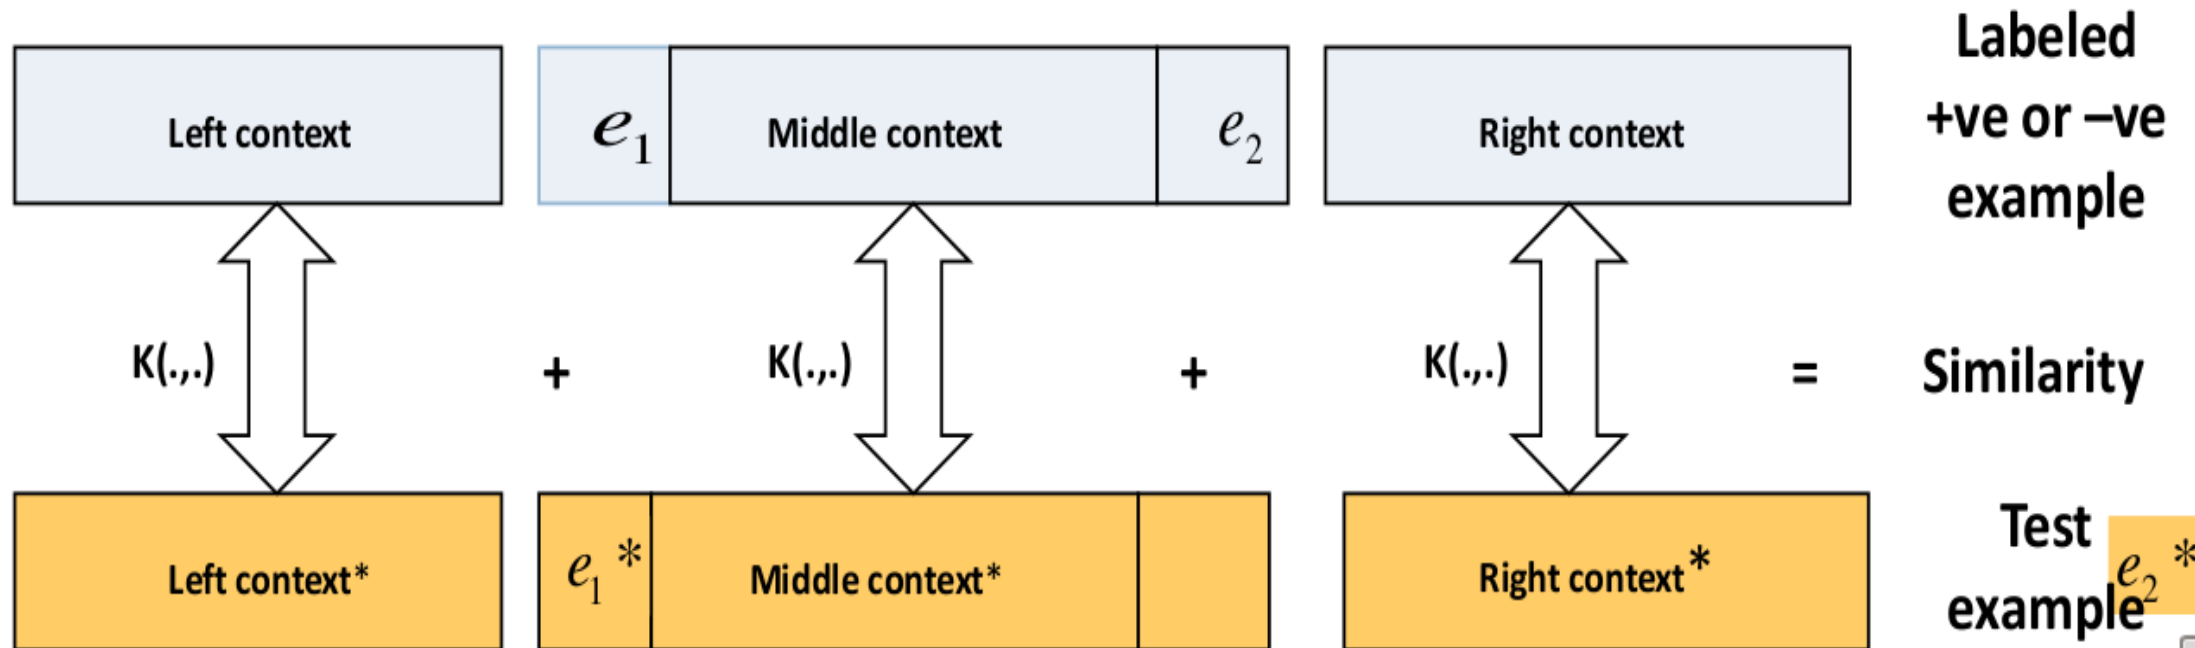 Left context
e1
Middle context
e2
Right context
Labeled
+ve or –ve
example
K(.,.)
+
K(.,.)
+
K(.,.)
=
Similarity
Left context*
e1 *
Middle context*
Right context*
Test
example
e2 *